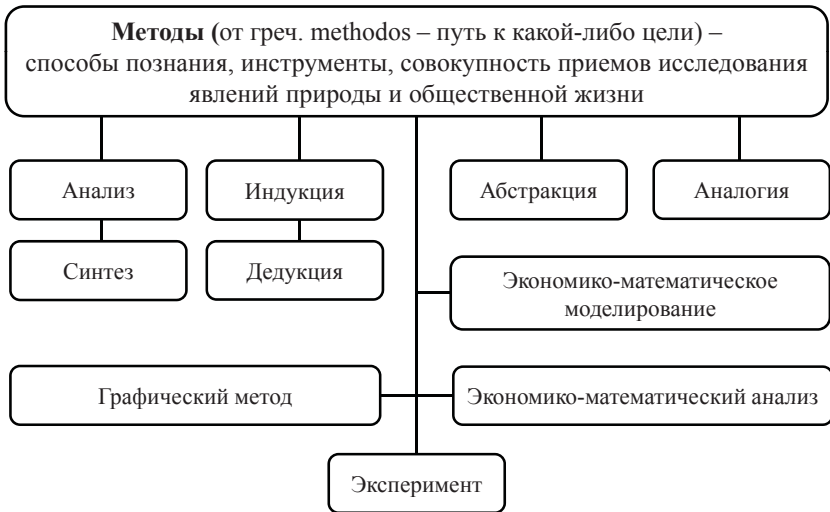 Методы (от греч. methodos – путь к какой-либо цели) –
способы познания, инструменты, совокупность приемов исследования
явлений природы и общественной жизни
Анализ
Индукция
Абстракция
Аналогия
Синтез
Дедукция
Экономико-математическое
моделирование
Графический метод
Экономико-математический анализ
Эксперимент